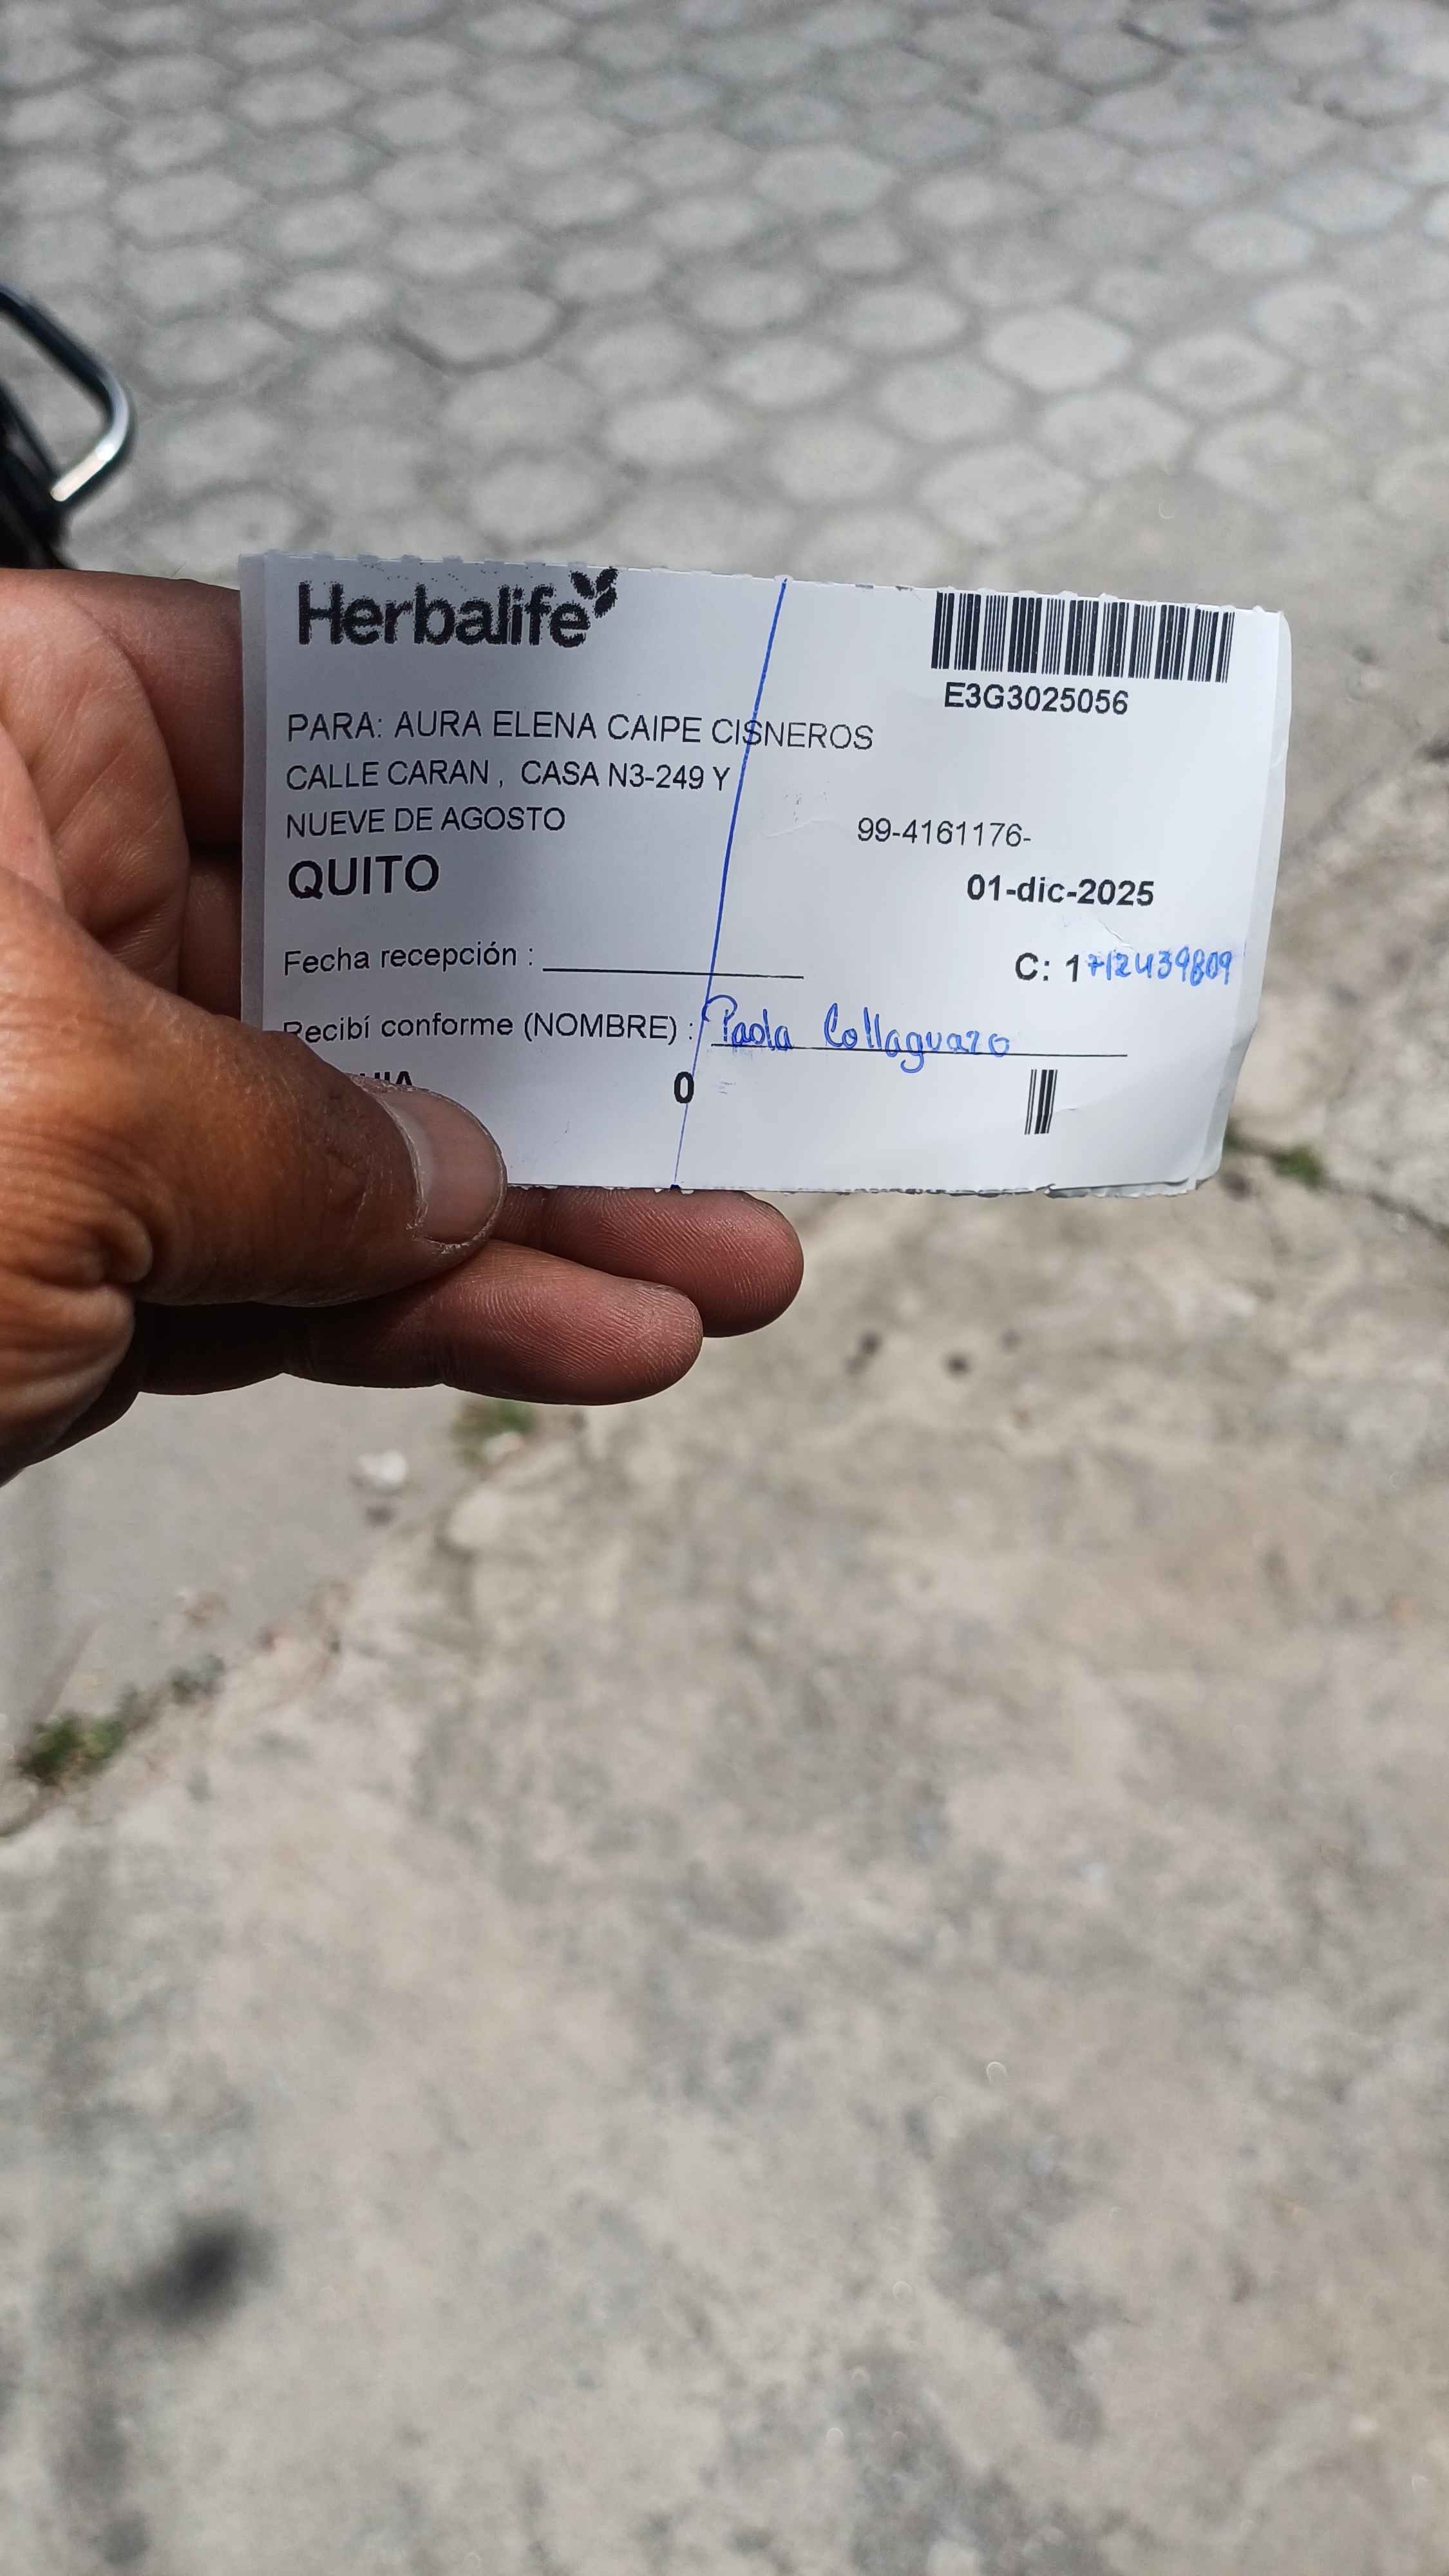 Herbalife
E3G3025056
PARA: AURA ELENA CAIPE CISNEROS
CALLE CARAN , CASA N3-249 Y
NUEVE DE AGOSTO
99-4161176-
QUITO
01-dic-2025
Fecha recepción :
C: 1712439809
Recibí conforme (NOMBRE) : Paola Collaguazo
0